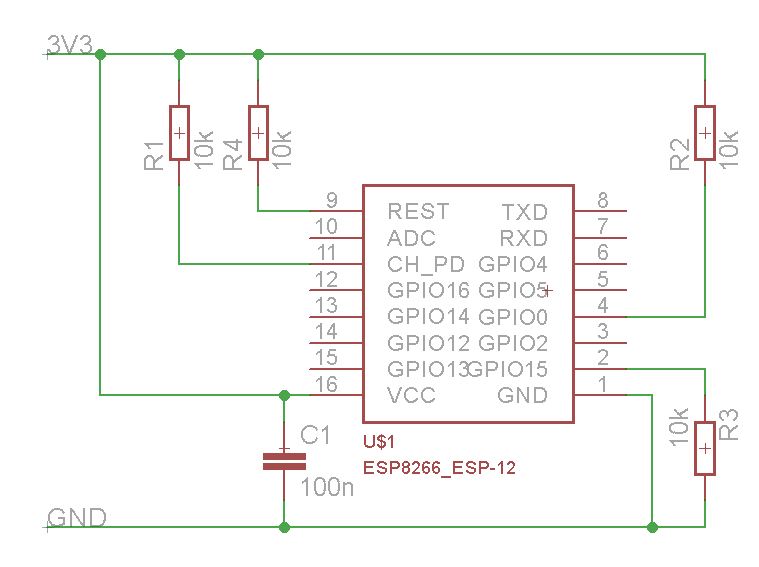 3V3
R1
10k
R4
10k
R2
10k
9 REST TXD 8
10 ADC RXD 7
11 CH_PD GPIO4 6
12 GPIO16 GPIO5 5
13 GPIO14 GPIO0 4
14 GPIO12 GPIO2 3
15 GPIO13 GPIO15 2
16 VCC GND 1
10k
R3
C1
100n
U$1
ESP8266_ESP-12
GND